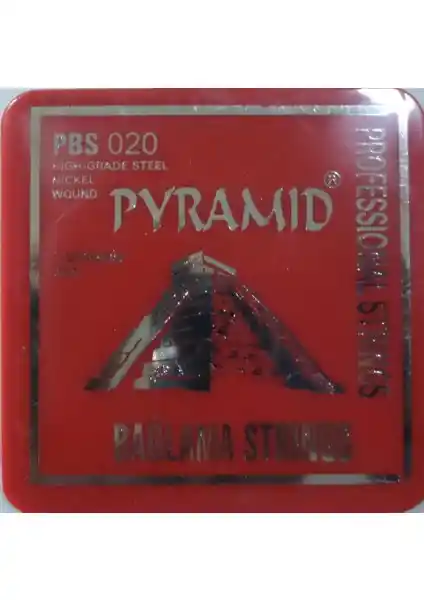 PBS 020
HIGH-GRADE STEEL
NICKEL
WOUND
PYRAMID®
PROFESSIONAL STRINGS
BAĞLAMA STRINGS